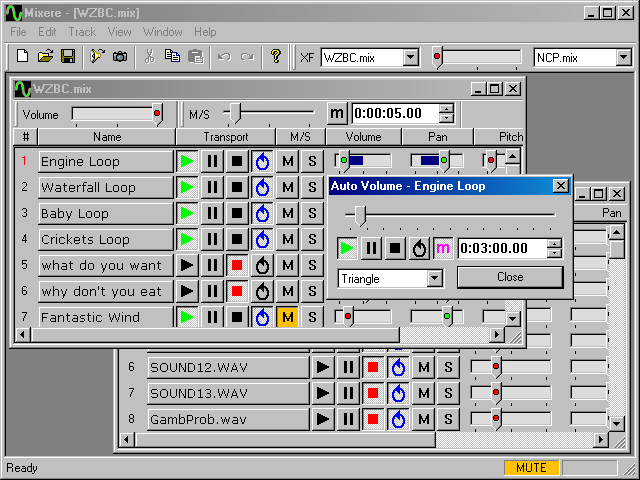 Mixere - [WZBC.mix]
File Edit Track View Window Help
XF WZBC.mix NCP.mix
WZBC.mix
Volume M/S m 0:00:05.00
# Name Transport M/S Volume Pan Pitch
1 Engine Loop M S
2 Waterfall Loop M S
3 Baby Loop M S
4 Crickets Loop M S
5 what do you want M S
6 why don't you eat M S
7 Fantastic Wind M S
Auto Volume - Engine Loop
m 0:03:00.00
Triangle Close
Pan
6 SOUND12.WAV M S
7 SOUND13.WAV M S
8 GambProb.wav M S
Ready MUTE